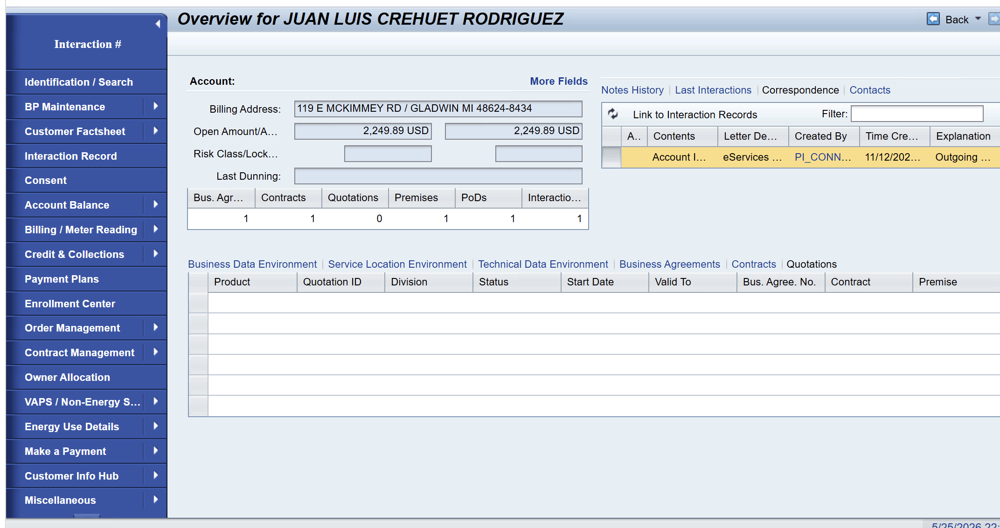 Overview for JUAN LUIS CREHUET RODRIGUEZ
Back
Interaction #
Identification / Search
BP Maintenance
Customer Factsheet
Interaction Record
Consent
Account Balance
Billing / Meter Reading
Credit & Collections
Payment Plans
Enrollment Center
Order Management
Contract Management
Owner Allocation
VAPS / Non-Energy S...
Energy Use Details
Make a Payment
Customer Info Hub
Miscellaneous
Account: More Fields
Billing Address: 119 E MCKIMMEY RD / GLADWIN MI 48624-8434
Open Amount/A... 2,249.89 USD 2,249.89 USD
Risk Class/Lock...
Last Dunning:
Bus. Agr... Contracts Quotations Premises PoDs Interactio...
1 1 0 1 1 1
Notes History Last Interactions Correspondence Contacts
Link to Interaction Records Filter:
A.. Contents Letter De... Created By Time Cre... Explanation
Account I... eServices ... PI_CONN... 11/12/202... Outgoing ...
Business Data Environment Service Location Environment Technical Data Environment Business Agreements Contracts Quotations
Product Quotation ID Division Status Start Date Valid To Bus. Agree. No. Contract Premise
5/25/2026 22: